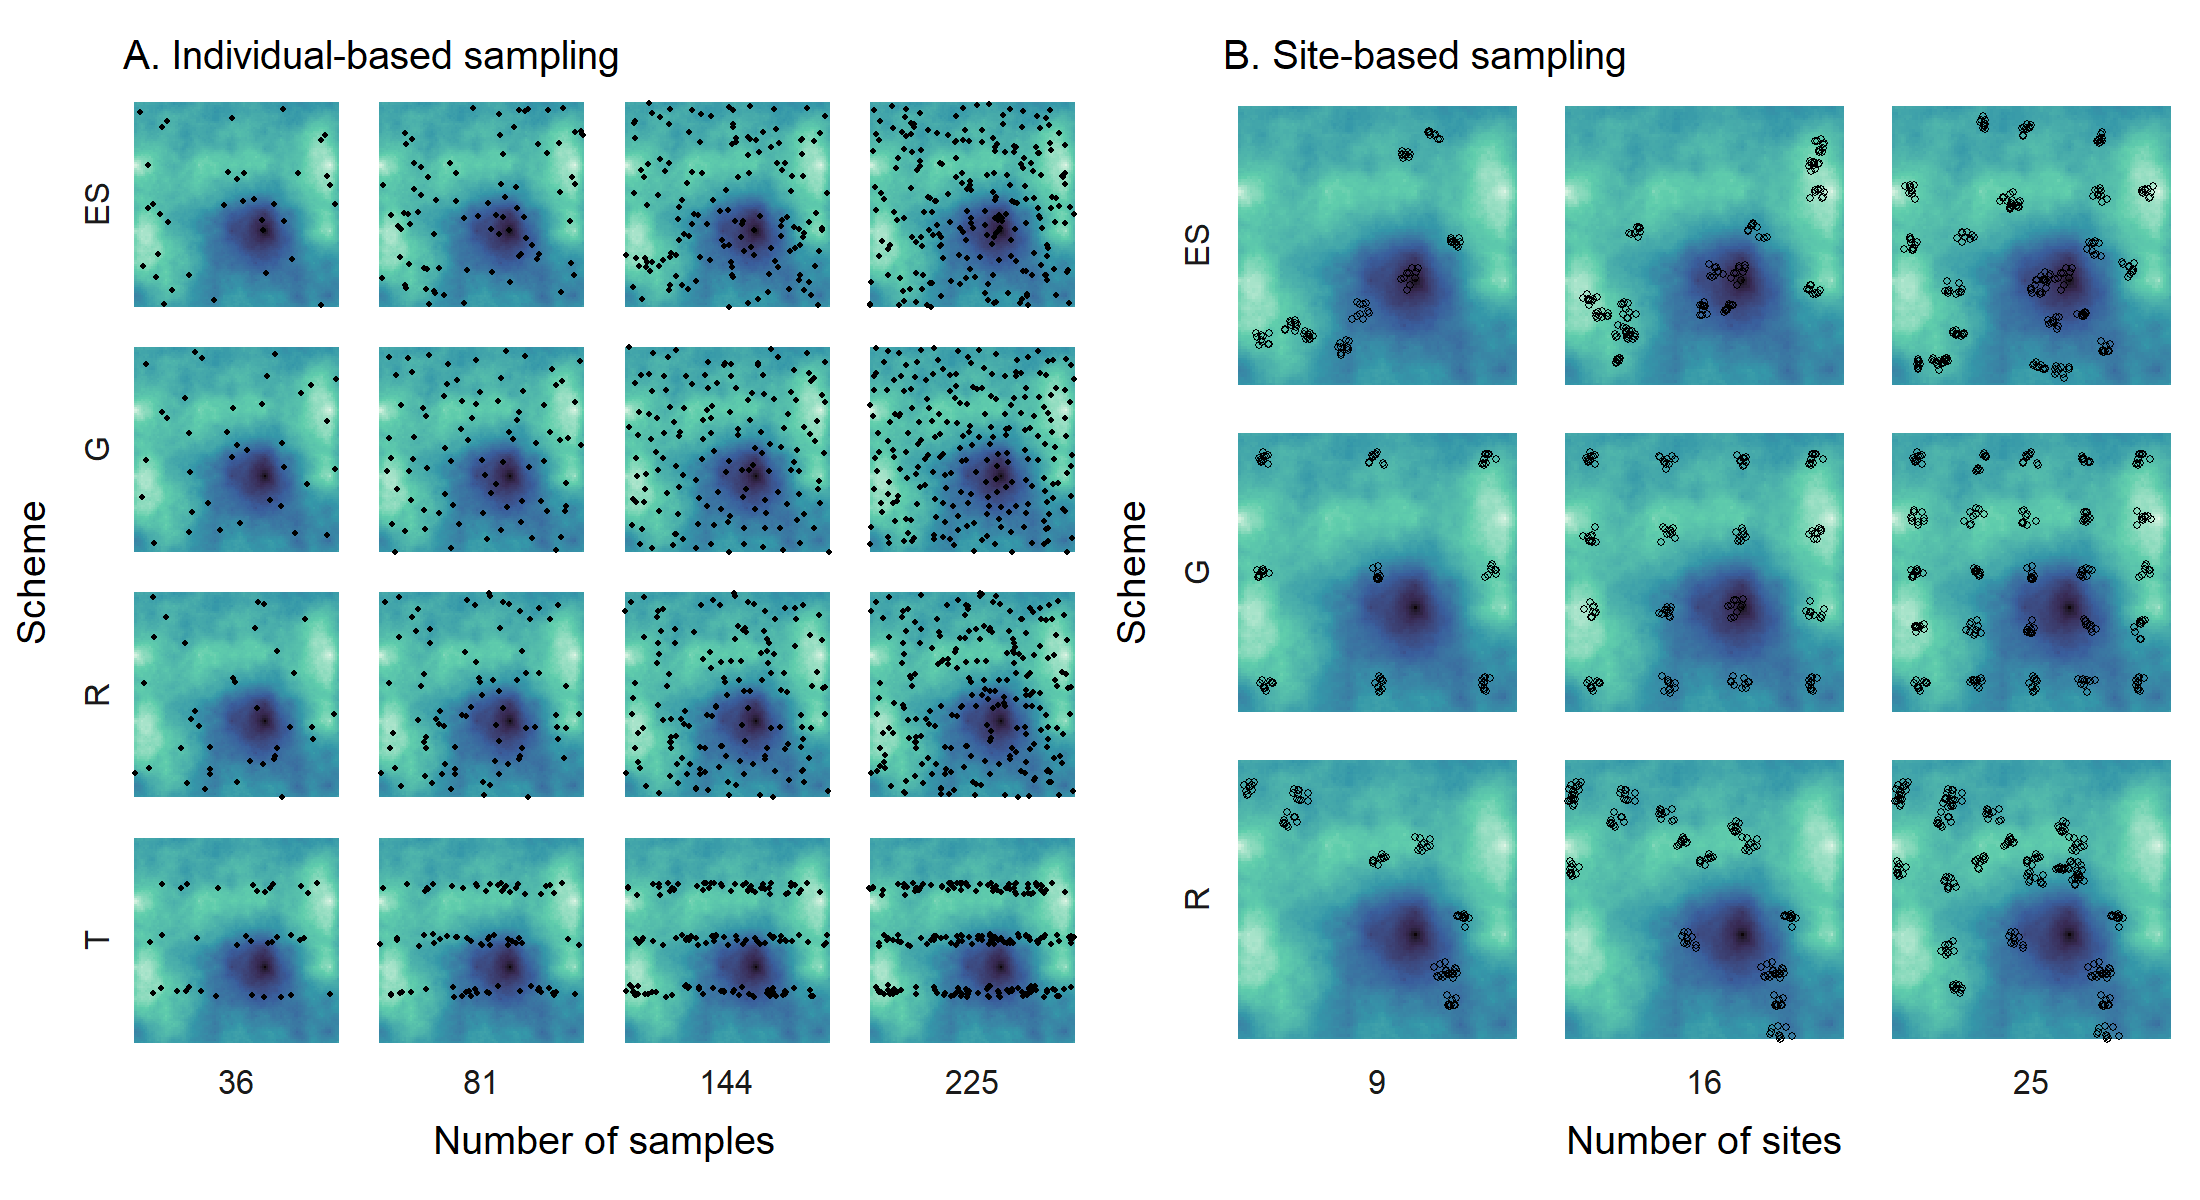 A. Individual-based sampling
Scheme
ES
G
R
T
36 81 144 225
Number of samples
B. Site-based sampling
Scheme
ES
G
R
9 16 25
Number of sites